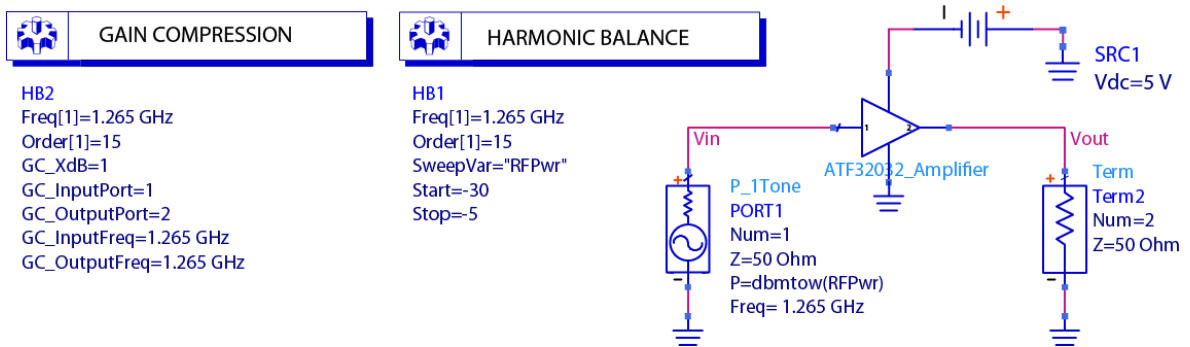 GAIN COMPRESSION
HB2
Freq[1]=1.265 GHz
Order[1]=15
GC_XdB=1
GC_InputPort=1
GC_OutputPort=2
GC_InputFreq=1.265 GHz
GC_OutputFreq=1.265 GHz
HARMONIC BALANCE
HB1
Freq[1]=1.265 GHz
Order[1]=15
SweepVar="RFPwr"
Start=-30
Stop=-5
SRC1
Vdc=5 V
Vin
1
2
Vout
ATF32032_Amplifier
P_1Tone
PORT1
Num=1
Z=50 Ohm
P=dbmtow(RFPwr)
Freq= 1.265 GHz
Term
Term2
Num=2
Z=50 Ohm